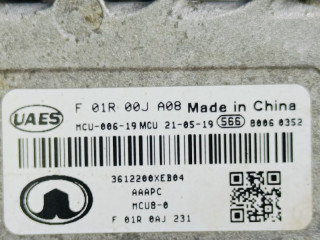 UAES F 01R 00J A08 Made in China
MCU-006-19 MCU 21-05-19 566 8006 0352
3612200XEB04
AAAPC
MCU8-0
F 01R 0AJ 231